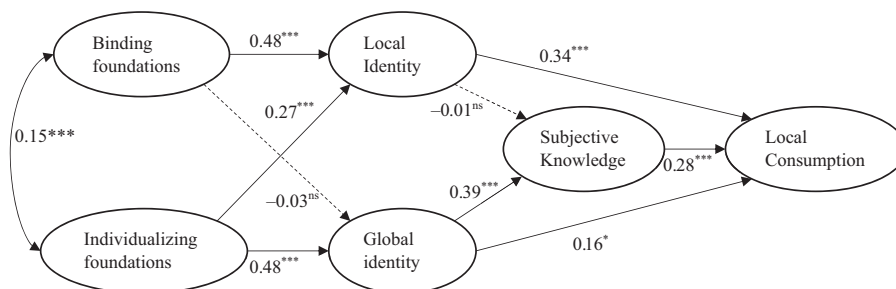 Binding
foundations
0.48***
Local
Identity
0.34***
0.27***
–0.01ns
0.15***
Subjective
Knowledge
0.28***
Local
Consumption
–0.03ns
0.39***
Individualizing
foundations
0.48***
Global
identity
0.16*